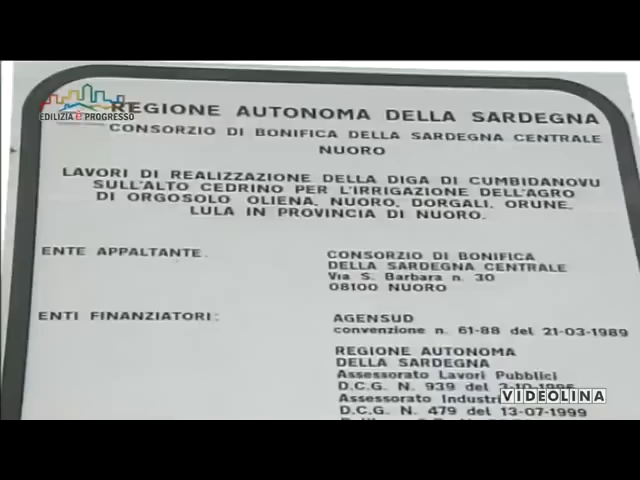 EDILIZIA È PROGRESSO
REGIONE AUTONOMA DELLA SARDEGNA
CONSORZIO DI BONIFICA DELLA SARDEGNA CENTRALE
NUORO
LAVORI DI REALIZZAZIONE DELLA DIGA DI CUMBIDANOVU
SULL'ALTO CEDRINO PER L'IRRIGAZIONE DELL'AGRO
DI ORGOSOLO OLIENA, NUORO, DORGALI, ORUNE,
LULA IN PROVINCIA DI NUORO.
ENTE APPALTANTE. CONSORZIO DI BONIFICA
DELLA SARDEGNA CENTRALE
Via S. Barbara n. 30
08100 NUORO
ENTI FINANZIATORI: AGENSUD
convenzione n. 61-88 del 21-03-1989
REGIONE AUTONOMA
DELLA SARDEGNA
Assessorato Lavori Pubblici
D.C.G. N. 939 del
Assessorato
D.C.G. N. 479 del 13-07-1999
VIDEOLINA